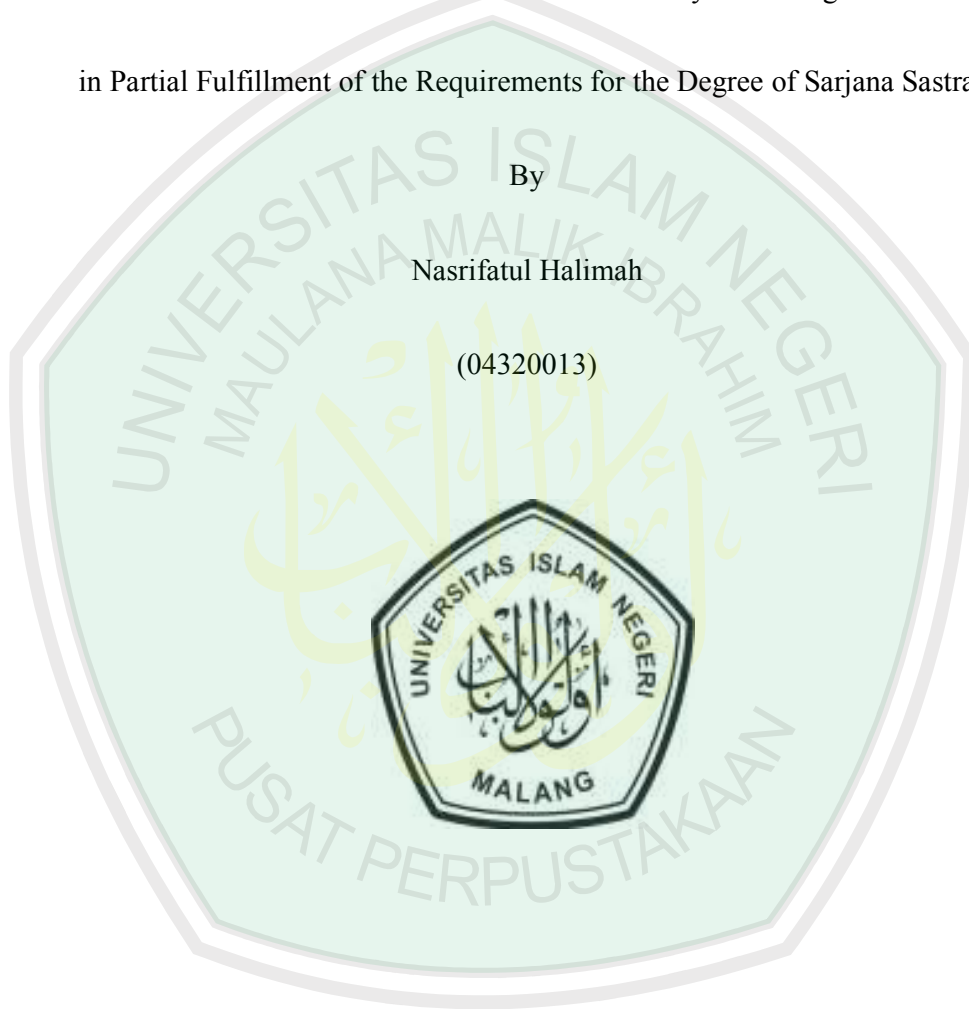 in Partial Fulfillment of the Requirements for the Degree of Sarjana Sastra
By
Nasrifatul Halimah
(04320013)
UNIVERSITAS ISLAM NEGERI
MAULANA MALIK IBRAHIM
PUSAT PERPUSTAKAAN
UNIVERSITAS ISLAM NEGERI
MALANG